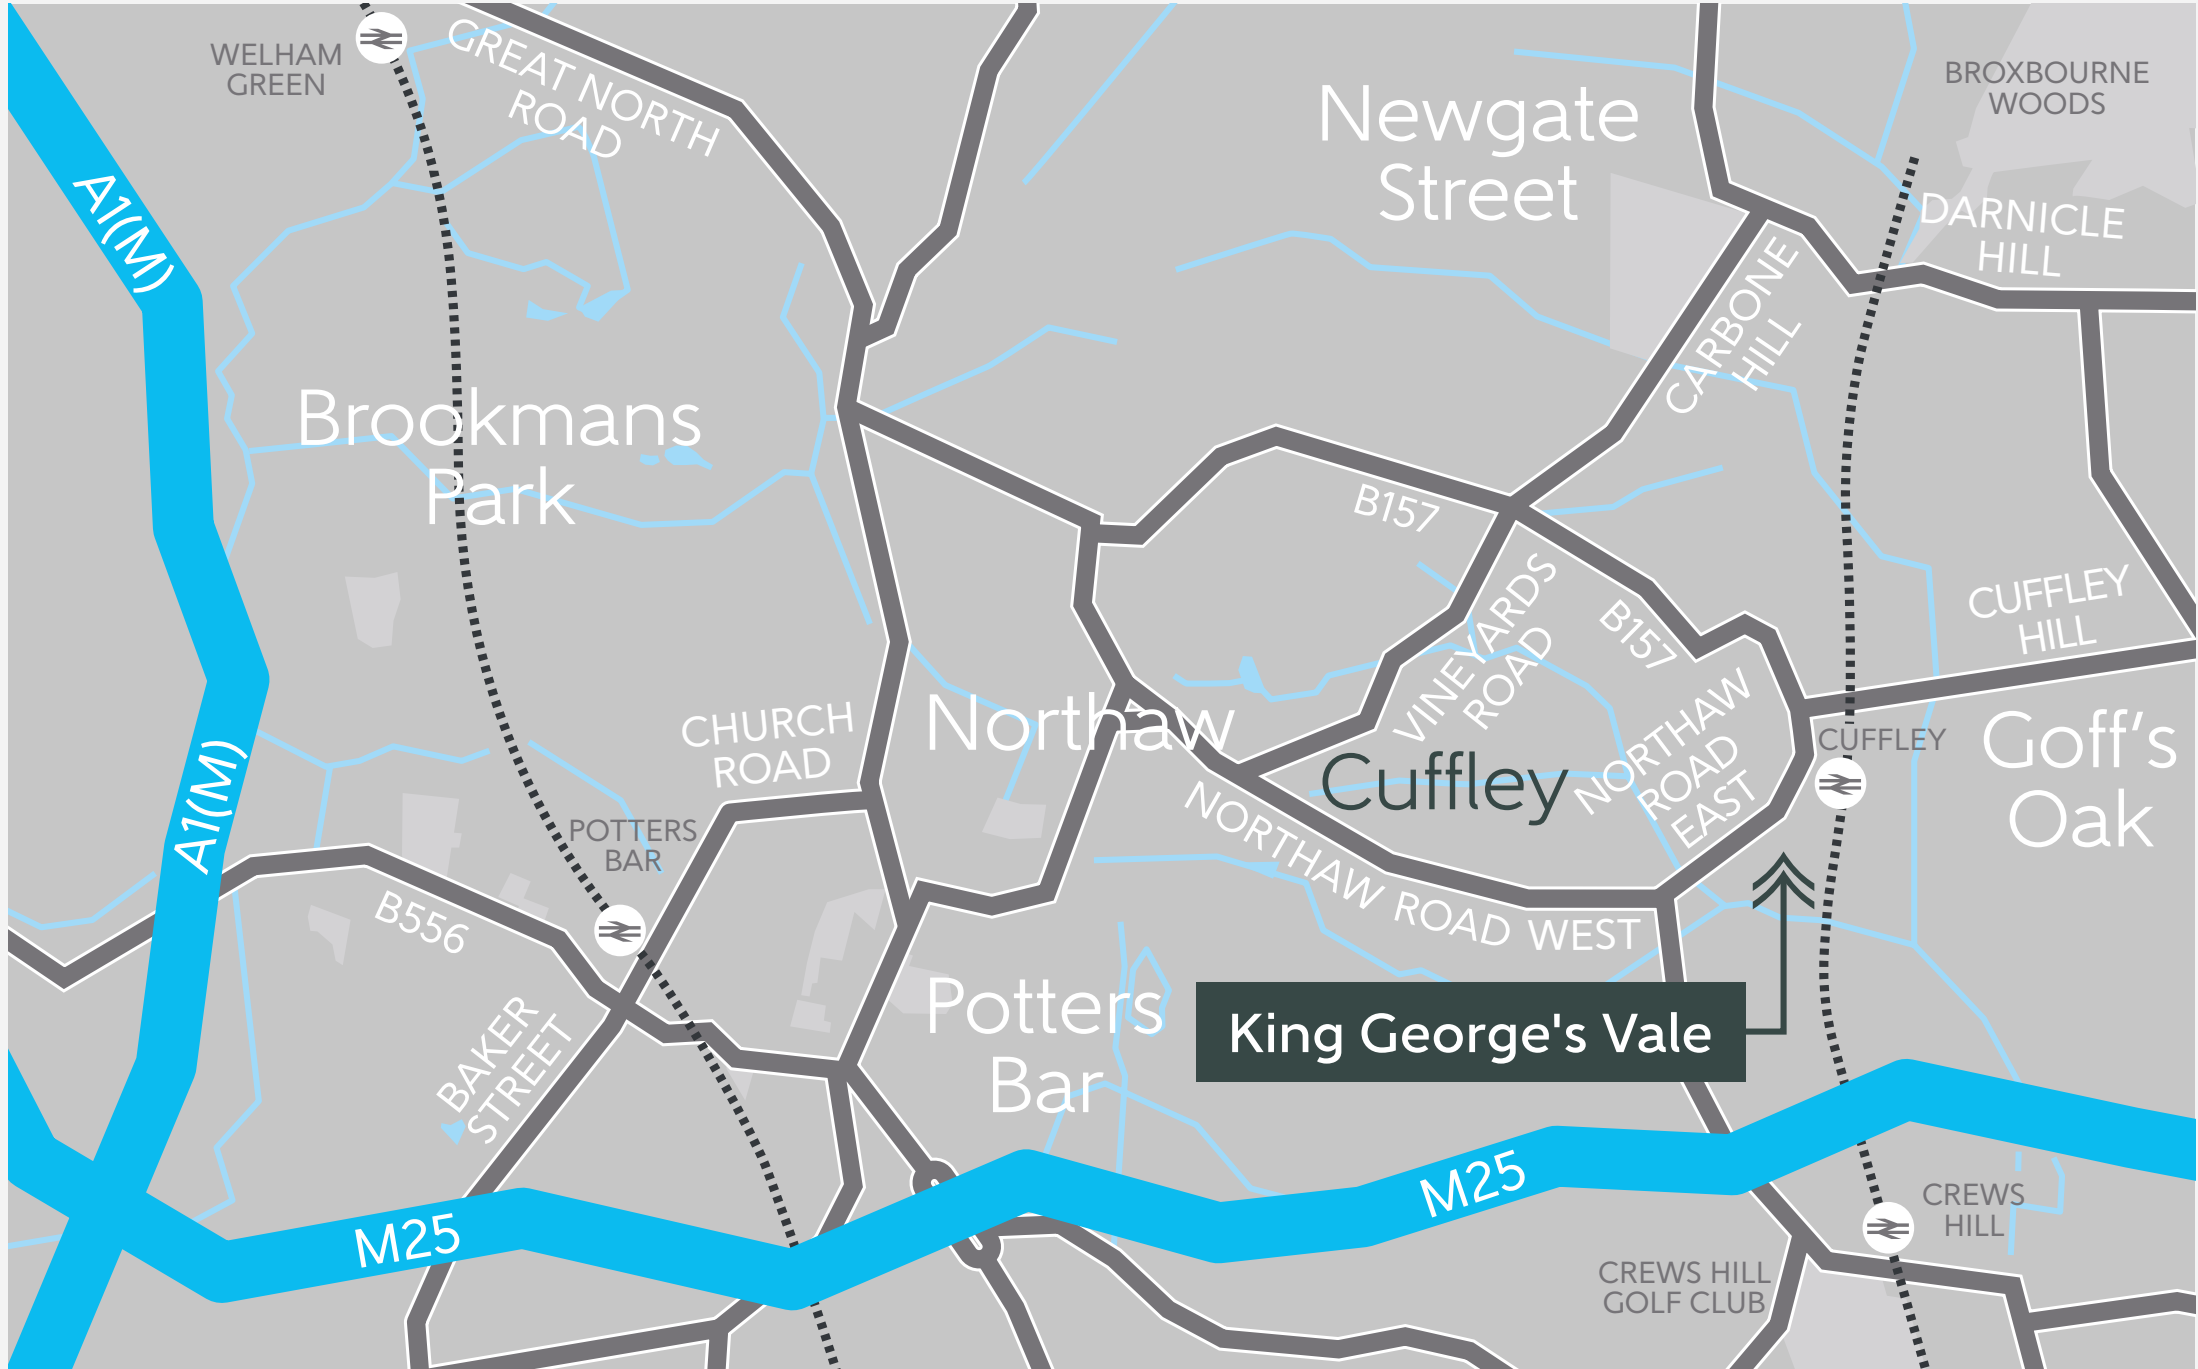 WELHAM
GREEN
GREAT NORTH
ROAD
Newgate
Street
BROXBOURNE
WOODS
DARNICLE
HILL
A1(M)
CARBONE
HILL
Brookmans
Park
B157
VINEYARDS
ROAD
B157
CUFFLEY
HILL
CHURCH
ROAD
Northaw
NORTHAW
ROAD
EAST
CUFFLEY
Goff's
Oak
A1(M)
Cuffley
POTTERS
BAR
NORTHAW ROAD WEST
B556
Potters
Bar
King George's Vale
BAKER
STREET
M25
M25
CREWS
HILL
CREWS HILL
GOLF CLUB